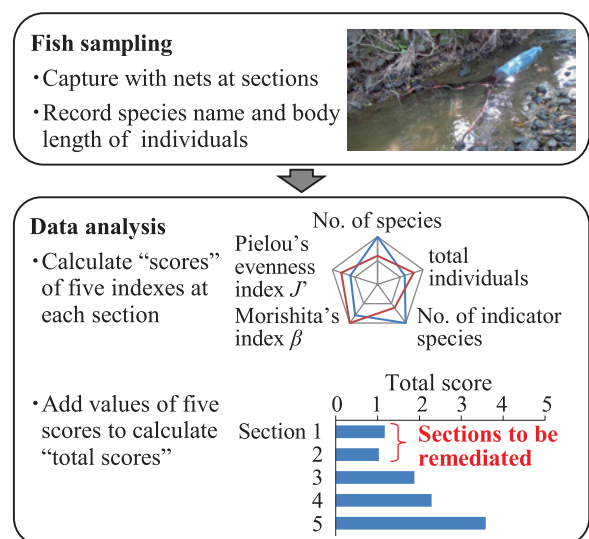 Fish sampling
・Capture with nets at sections
・Record species name and body
length of individuals
Data analysis
・Calculate “scores”
of five indexes at
each section
No. of species
Pielou’s
evenness
index J’
total
individuals
Morishita’s
index β
No. of indicator
species
・Add values of five
scores to calculate
“total scores”
Total score
0 1 2 3 4 5
Section 1
2
3
4
5
Sections to be
remediated